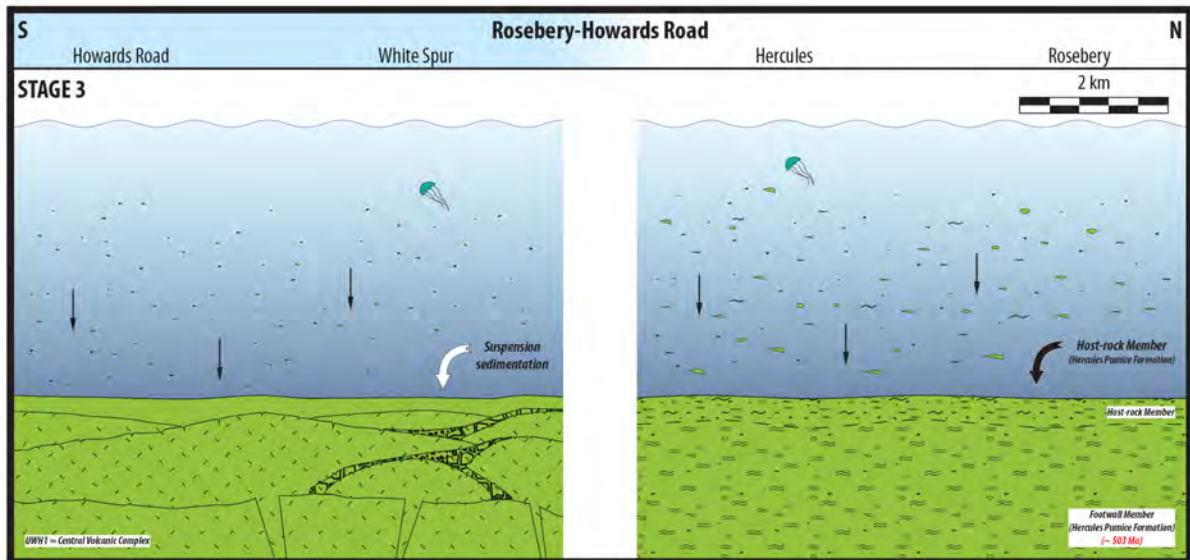 S
Rosebery-Howards Road
N
Howards Road
White Spur
Hercules
Rosebery
STAGE 3
2 km
Suspension
sedimentation
Host-rock Member
(Hercules Pumice Formation)
Host-rock Member
UWH1 = Central Volcanic Complex
Footwall Member
(Hercules Pumice Formation)
(~ 503 Ma)